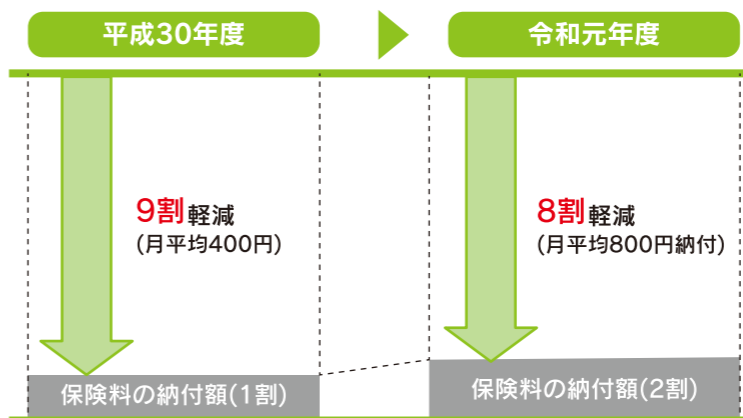 平成30年度
令和元年度
9割軽減
(月平均400円)
8割軽減
(月平均800円納付)
保険料の納付額(1割)
保険料の納付額(2割)